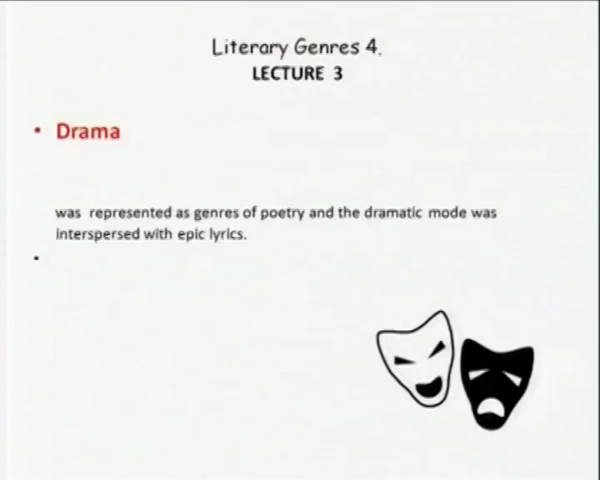 Literary Genres 4.
LECTURE 3
• Drama
was represented as genres of poetry and the dramatic mode was
interspersed with epic lyrics.
•